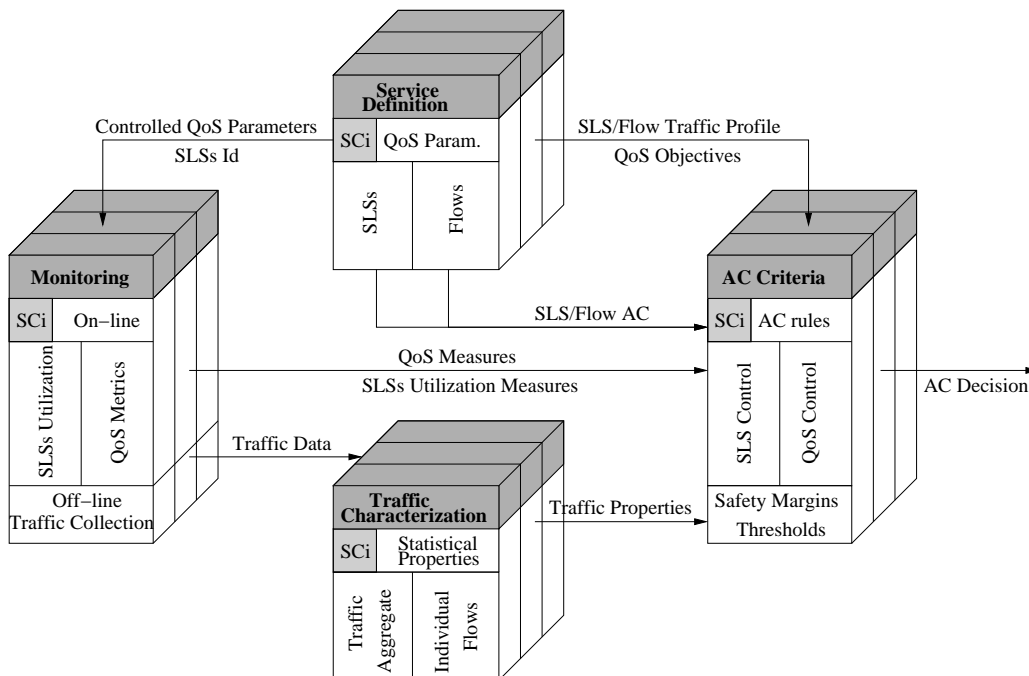 Service
Definition
SCi
QoS Param.
SLSs
Flows
Controlled QoS Parameters
SLSs Id
SLS/Flow Traffic Profile
QoS Objectives
Monitoring
SCi
On−line
SLSs Utilization
QoS Metrics
Off−line
Traffic Collection
SLS/Flow AC
QoS Measures
SLSs Utilization Measures
Traffic Data
AC Criteria
SCi
AC rules
SLS Control
QoS Control
Safety Margins
Thresholds
AC Decision
Traffic
Characterization
SCi
Statistical
Properties
Traffic
Aggregate
Individual
Flows
Traffic Properties